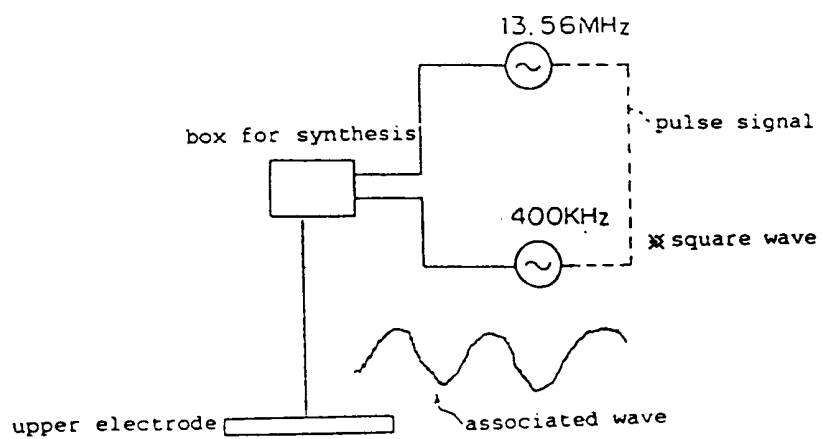 13.56MHz
box for synthesis
pulse signal
400KHz
※ square wave
upper electrode
associated wave